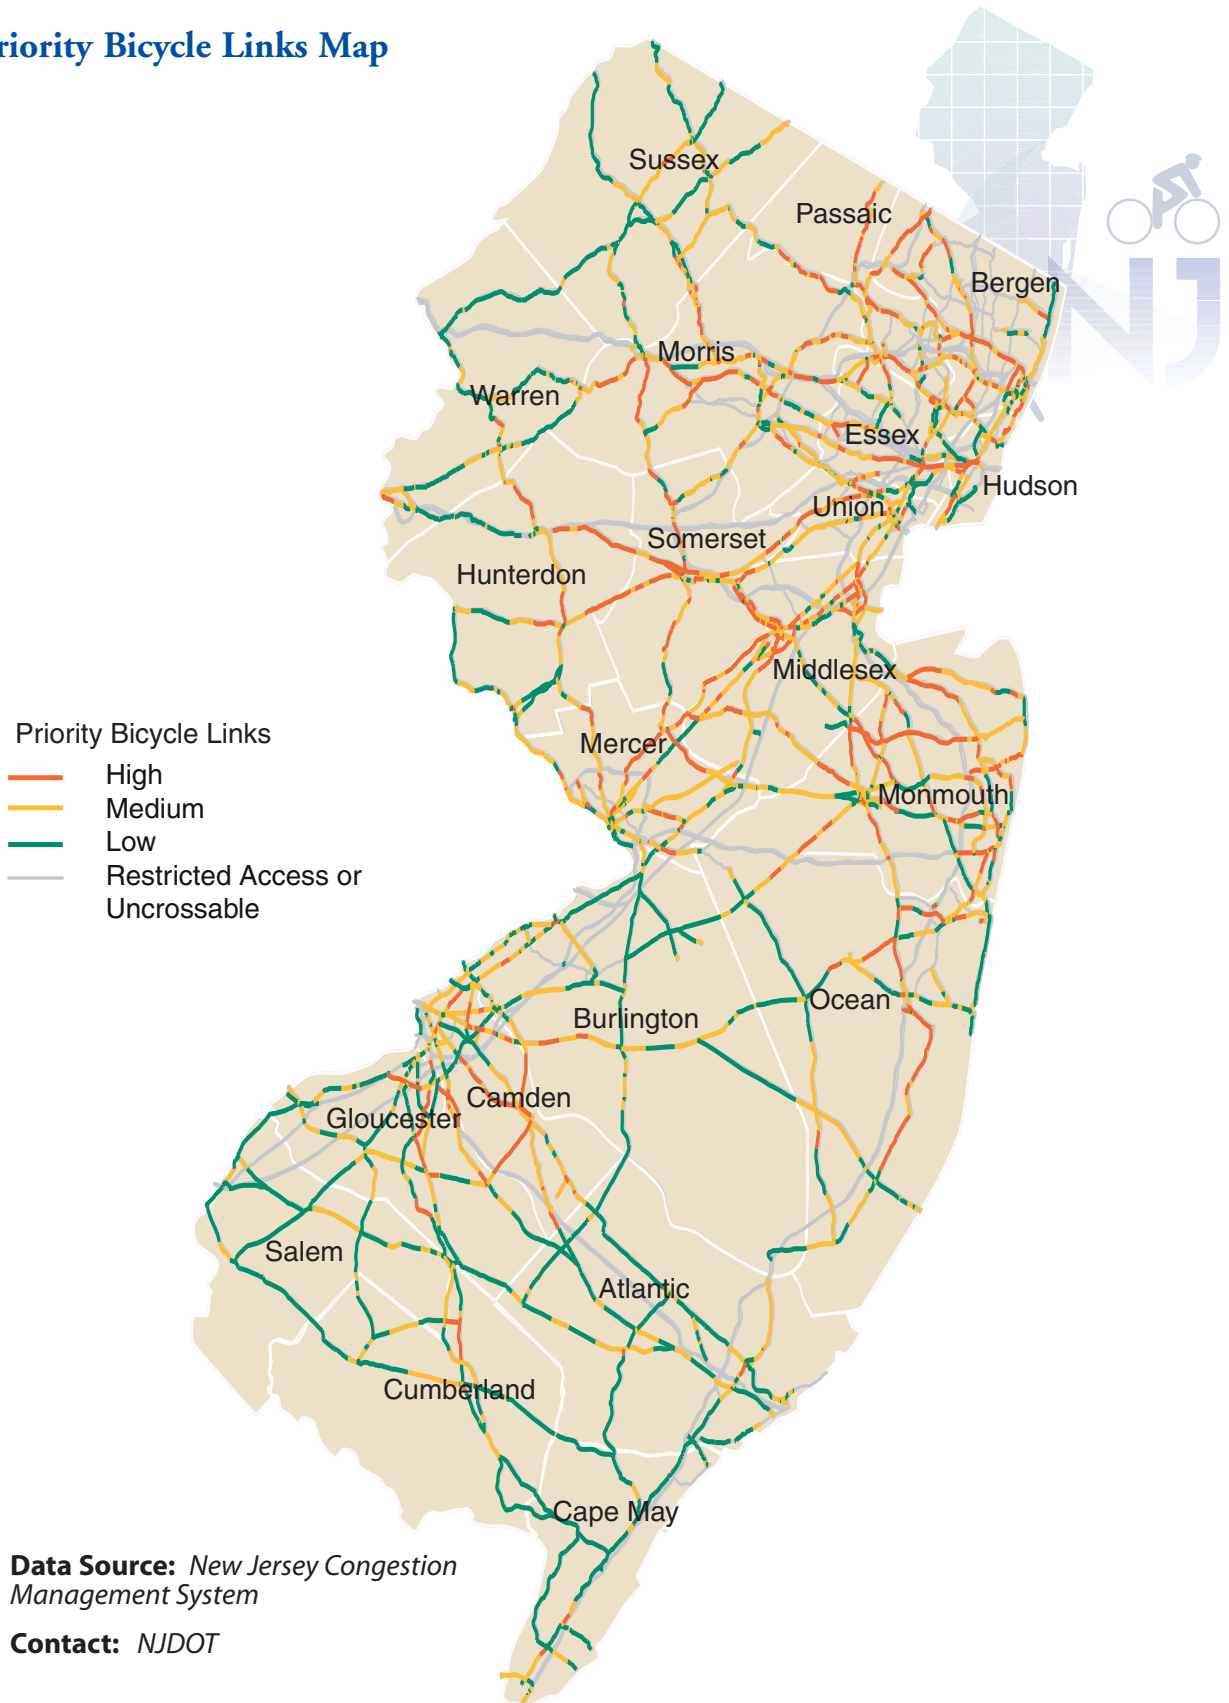 riority Bicycle Links Map
Sussex
Passaic
Bergen
NJ
Morris
Warren
Essex
Hudson
Union
Somerset
Hunterdon
Middlesex
Priority Bicycle Links
Mercer
High
Medium
Monmouth
Low
Restricted Access or
Uncrossable
Ocean
Burlington
Camden
Gloucester
Salem
Atlantic
Cumberland
Cape May
Data Source: New Jersey Congestion
Management System
Contact: NJDOT